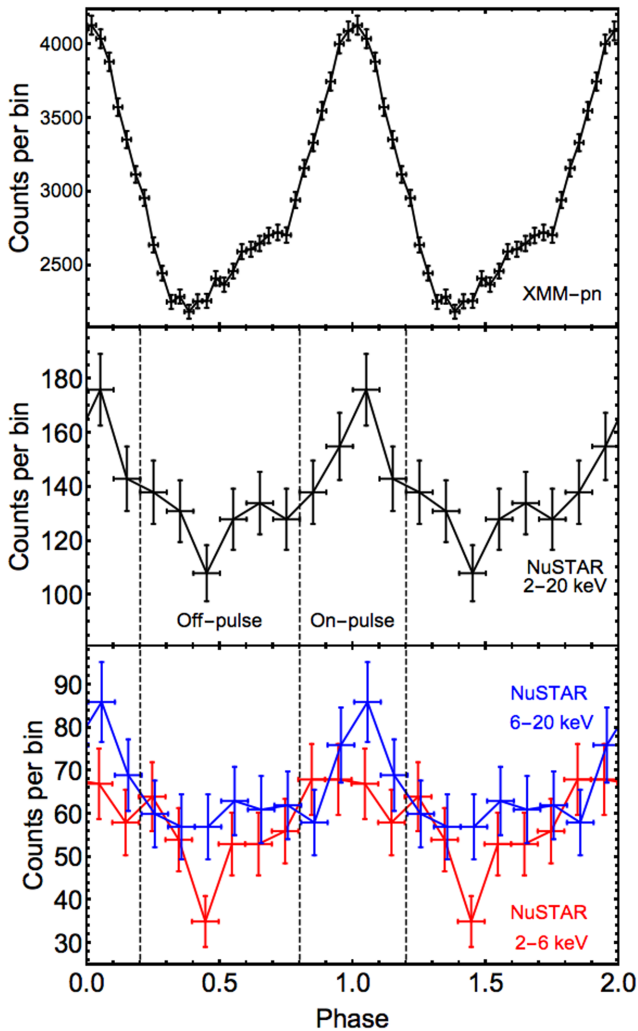 4000
3500
3000
2500
Counts per bin
XMM-pn
180
160
140
120
100
Counts per bin
NuSTAR
2-20 keV
Off-pulse
On-pulse
90
80
70
60
50
40
30
Counts per bin
NuSTAR
6-20 keV
NuSTAR
2-6 keV
0.0
0.5
1.0
1.5
2.0
Phase